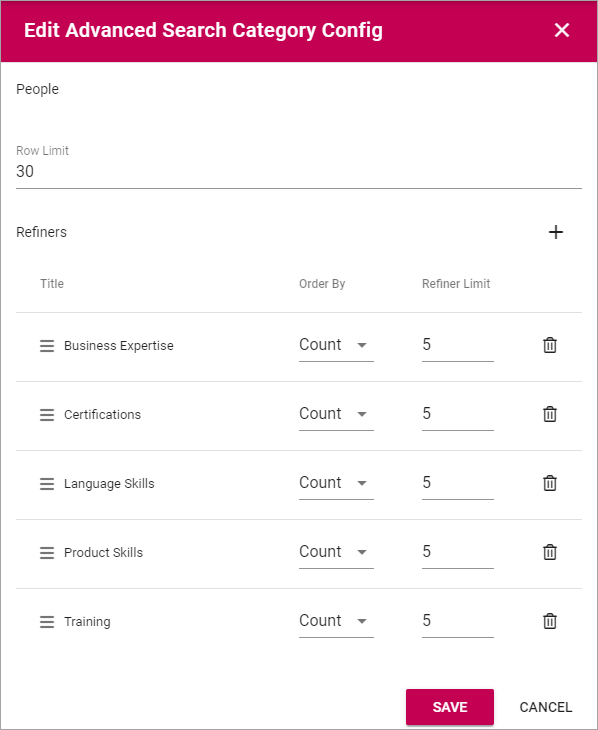 Edit Advanced Search Category Config
People
Row Limit
30
Refiners
Title Order By Refiner Limit
Business Expertise Count 5
Certifications Count 5
Language Skills Count 5
Product Skills Count 5
Training Count 5
SAVE CANCEL